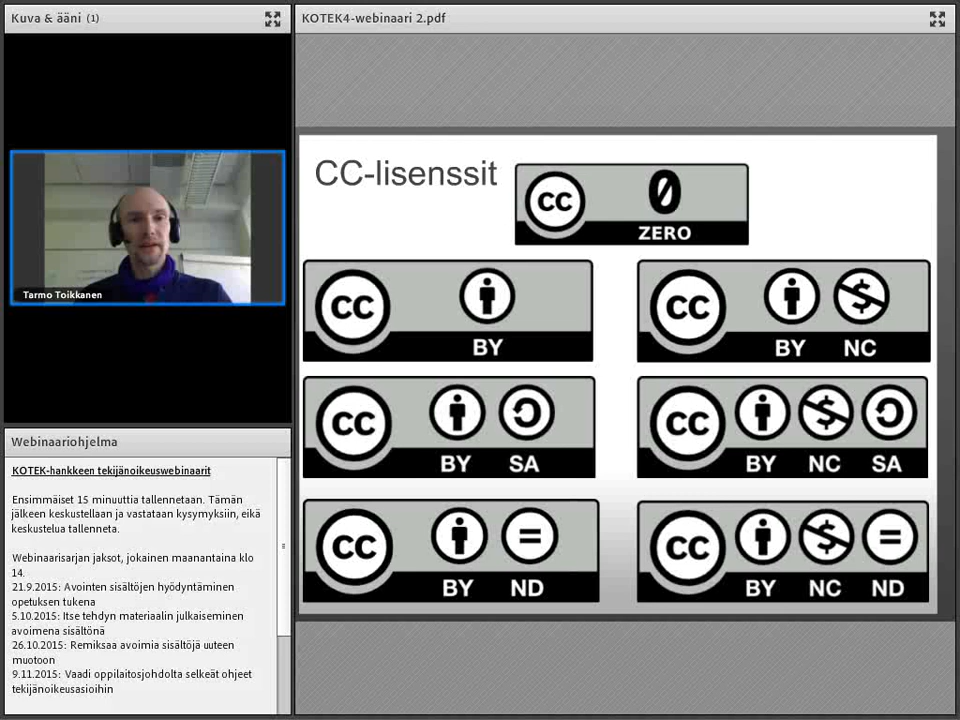 Kuva & ääni (1)
Tarmo Toikkanen
Webinaariohjelma
KOTEK-hankkeen tekijänoikeuswebinaarit
Ensimmäiset 15 minuuttia tallennetaan. Tämän
jälkeen keskustellaan ja vastataan kysymyksiin, eikä
keskustelua tallenneta.
Webinaarisarjan jaksot, jokainen maanantaina klo
14.
21.9.2015: Avointen sisältöjen hyödyntäminen
opetuksen tukena
5.10.2015: Itse tehdyn materiaalin julkaiseminen
avoimena sisältönä
26.10.2015: Remiksaa avoimia sisältöjä uuteen
muotoon
9.11.2015: Vaadi oppilaitosjohdolta selkeät ohjeet
tekijänoikeusasioihin
KOTEK4-webinaari 2.pdf
CC-lisenssit
CC 0
ZERO
CC
BY
CC $
BY NC
CC
BY SA
CC $
BY NC SA
CC =
BY ND
CC $ =
BY NC ND